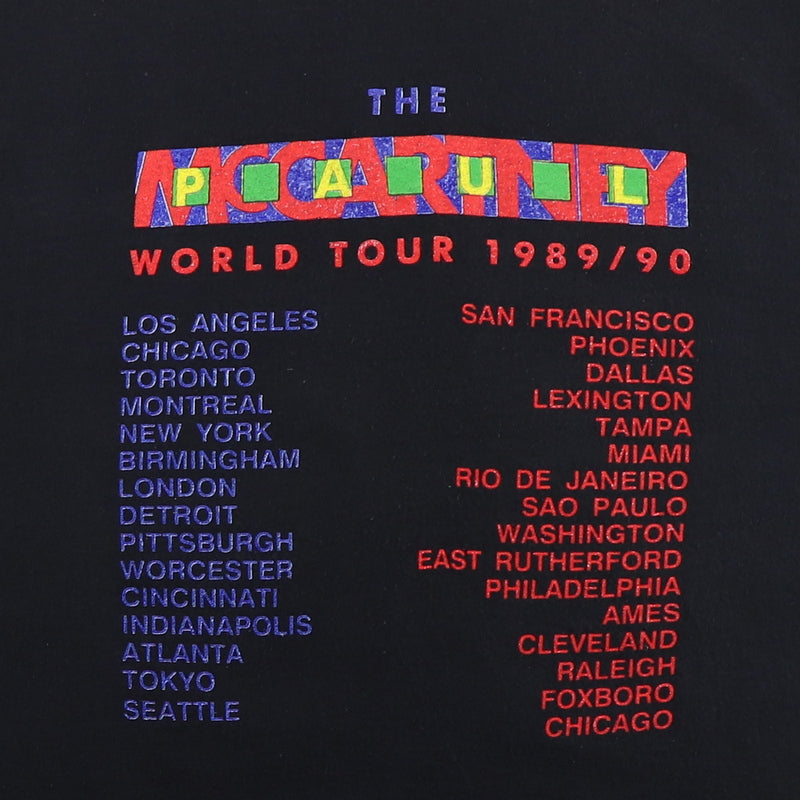 THE
PAUL McCARTNEY
WORLD TOUR 1989/90
LOS ANGELES
CHICAGO
TORONTO
MONTREAL
NEW YORK
BIRMINGHAM
LONDON
DETROIT
PITTSBURGH
WORCESTER
CINCINNATI
INDIANAPOLIS
ATLANTA
TOKYO
SEATTLE
SAN FRANCISCO
PHOENIX
DALLAS
LEXINGTON
TAMPA
MIAMI
RIO DE JANEIRO
SAO PAULO
WASHINGTON
EAST RUTHERFORD
PHILADELPHIA
AMES
CLEVELAND
RALEIGH
FOXBORO
CHICAGO